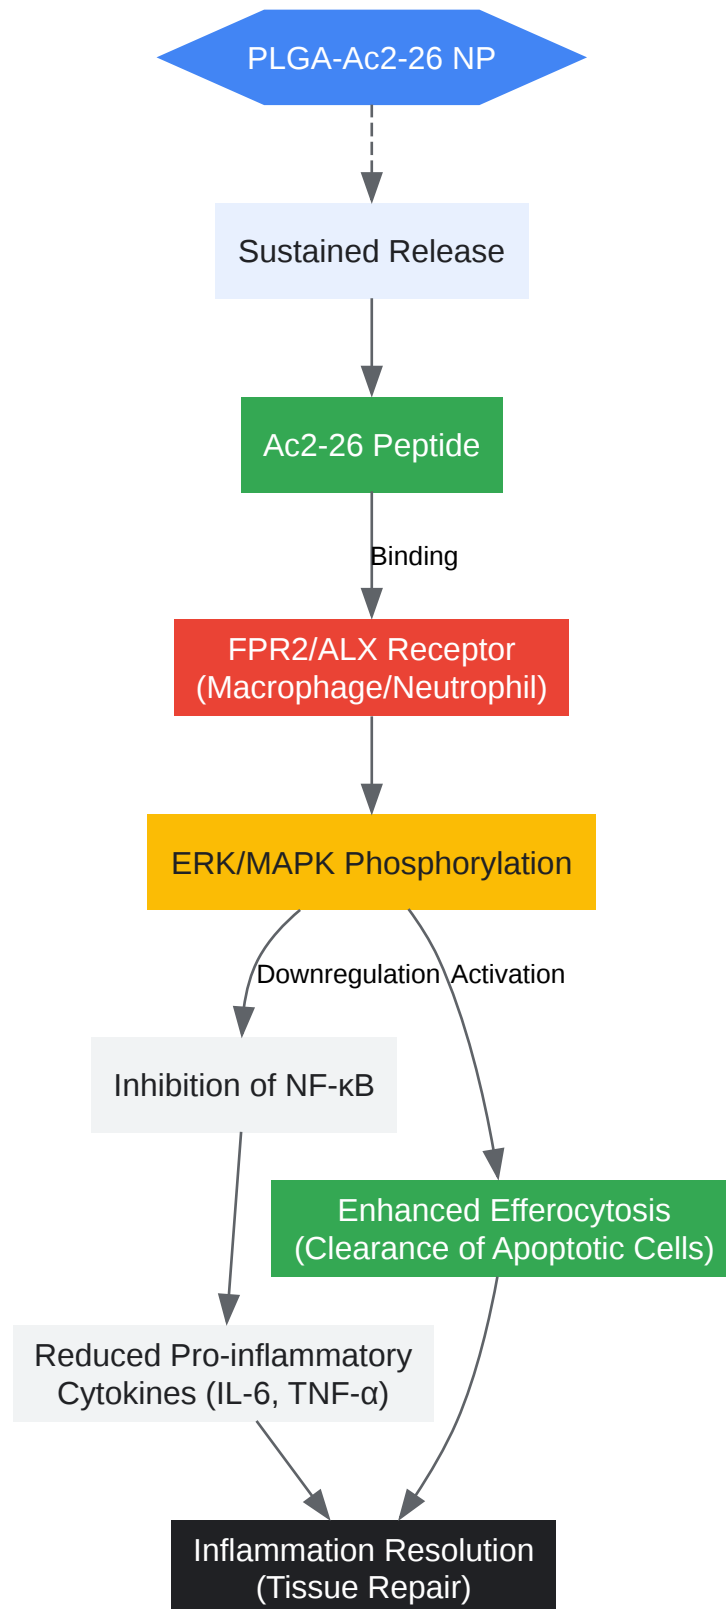 PLGA-Ac2-26 NP
Sustained Release
Ac2-26 Peptide
Binding
FPR2/ALX Receptor
(Macrophage/Neutrophil)
ERK/MAPK Phosphorylation
Downregulation
Activation
Inhibition of NF-κB
Enhanced Efferocytosis
(Clearance of Apoptotic Cells)
Reduced Pro-inflammatory
Cytokines (IL-6, TNF-α)
Inflammation Resolution
(Tissue Repair)